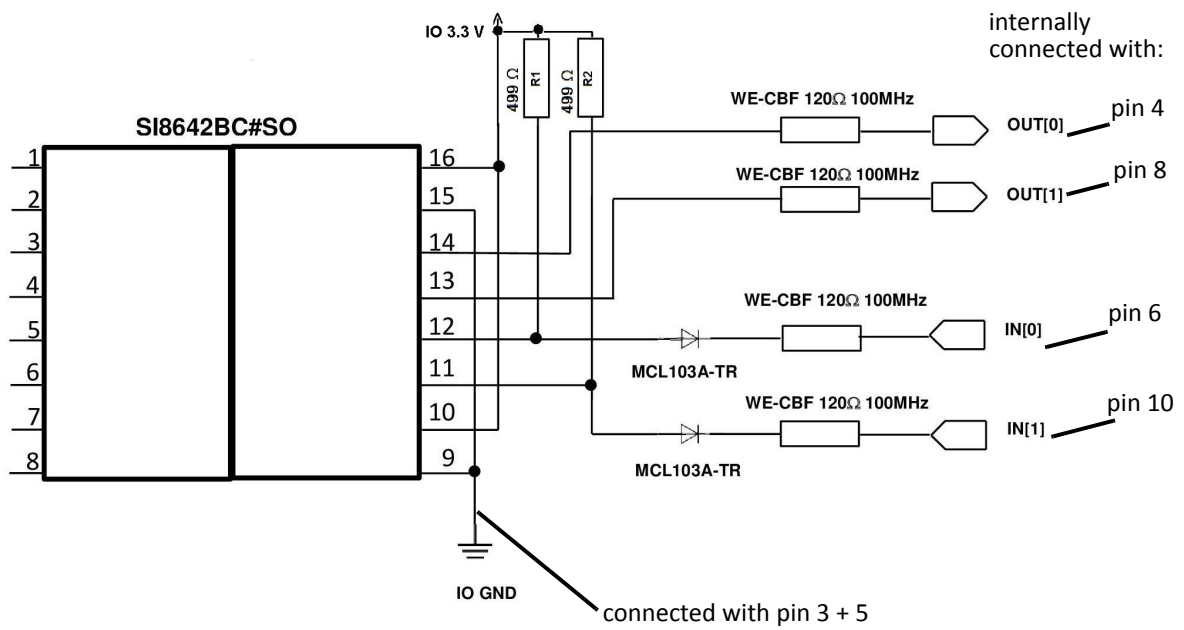 internally
connected with:
IO 3.3 V
499 Ω
R1
499 Ω
R2
WE-CBF 120Ω 100MHz
OUT[0]
pin 4
SI8642BC#SO
WE-CBF 120Ω 100MHz
OUT[1]
pin 8
1
16
2
15
3
14
4
13
5
12
6
11
7
10
8
9
WE-CBF 120Ω 100MHz
IN[0]
pin 6
MCL103A-TR
WE-CBF 120Ω 100MHz
IN[1]
pin 10
MCL103A-TR
IO GND
connected with pin 3 + 5